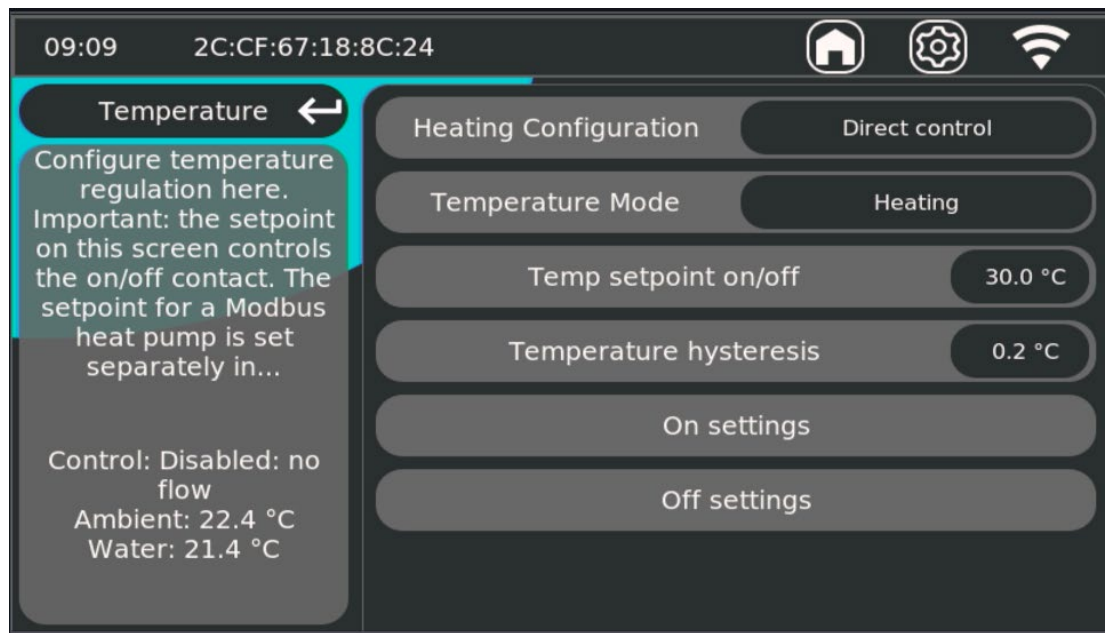 09:09 2C:CF:67:18:8C:24
Temperature
Configure temperature
regulation here.
Important: the setpoint
on this screen controls
the on/off contact. The
setpoint for a Modbus
heat pump is set
separately in...
Control: Disabled: no
flow
Ambient: 22.4 °C
Water: 21.4 °C
Heating Configuration Direct control
Temperature Mode Heating
Temp setpoint on/off 30.0 °C
Temperature hysteresis 0.2 °C
On settings
Off settings